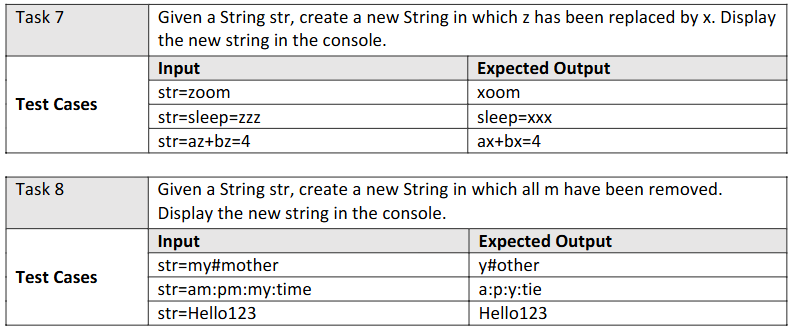 Task 7
Given a String str, create a new String in which z has been replaced by x. Display
the new string in the console.
Test Cases
Input
Expected Output
str=zoom
xoom
str=sleep=zzz
sleep=xxx
str=az+bz=4
ax+bx=4
Task 8
Given a String str, create a new String in which all m have been removed.
Display the new string in the console.
Test Cases
Input
Expected Output
str=my#mother
y#other
str=am:pm:my:time
a:p:y:tie
str=Hello123
Hello123